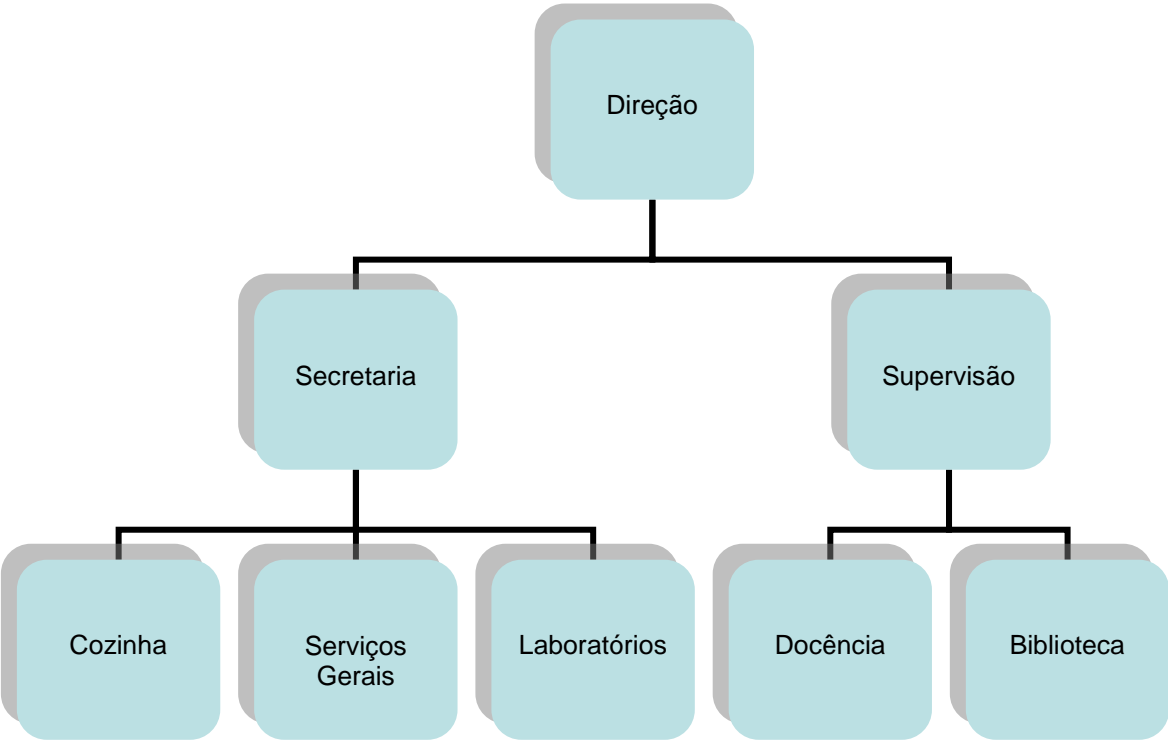 Direção
Secretaria
Supervisão
Cozinha
Serviços
Gerais
Laboratórios
Docência
Biblioteca